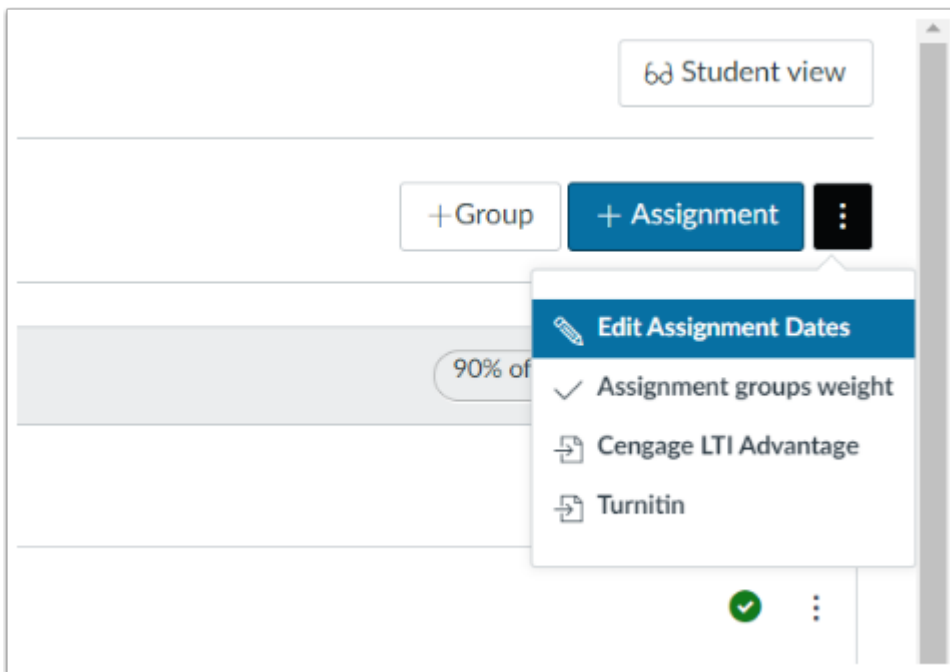 Student view
+Group
+ Assignment
Edit Assignment Dates
90% of
Assignment groups weight
Cengage LTI Advantage
Turnitin